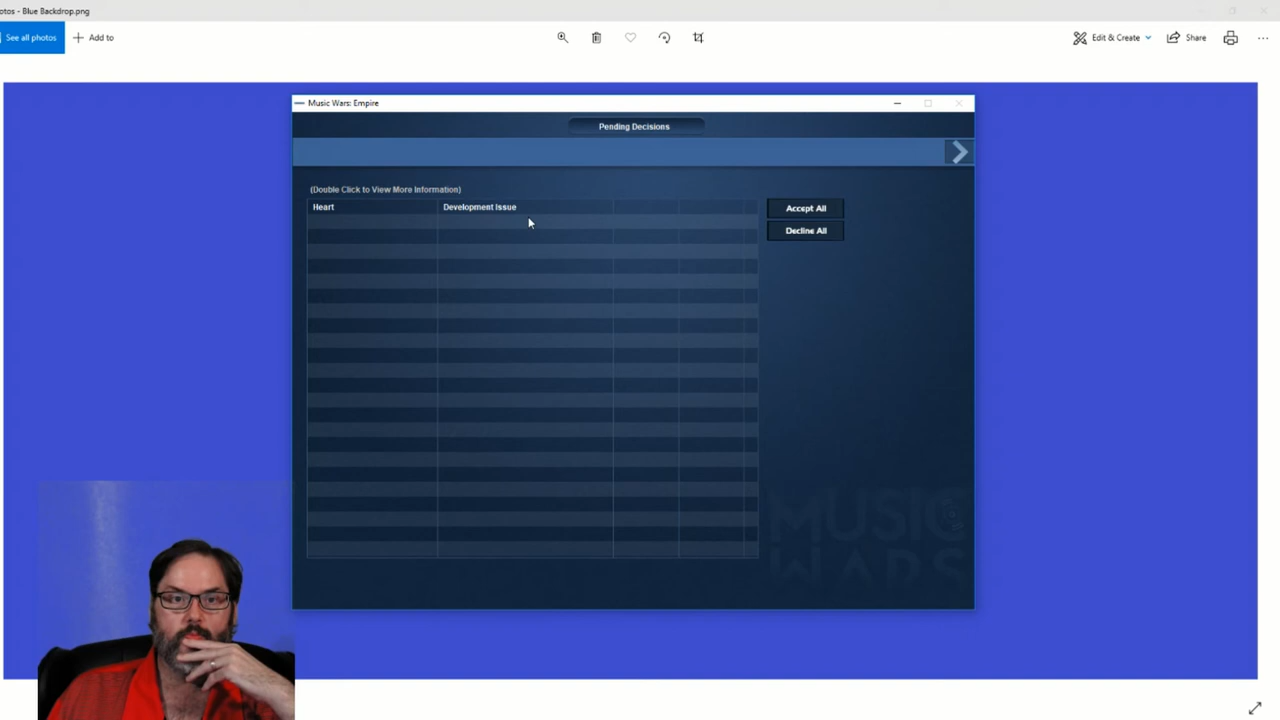 otos - Blue Backdrop.png
See all photos
Add to
Edit & Create
Share
Music Wars: Empire
Pending Decisions
(Double Click to View More Information)
Heart Development Issue
Accept All
Decline All
MUSIC
WARS